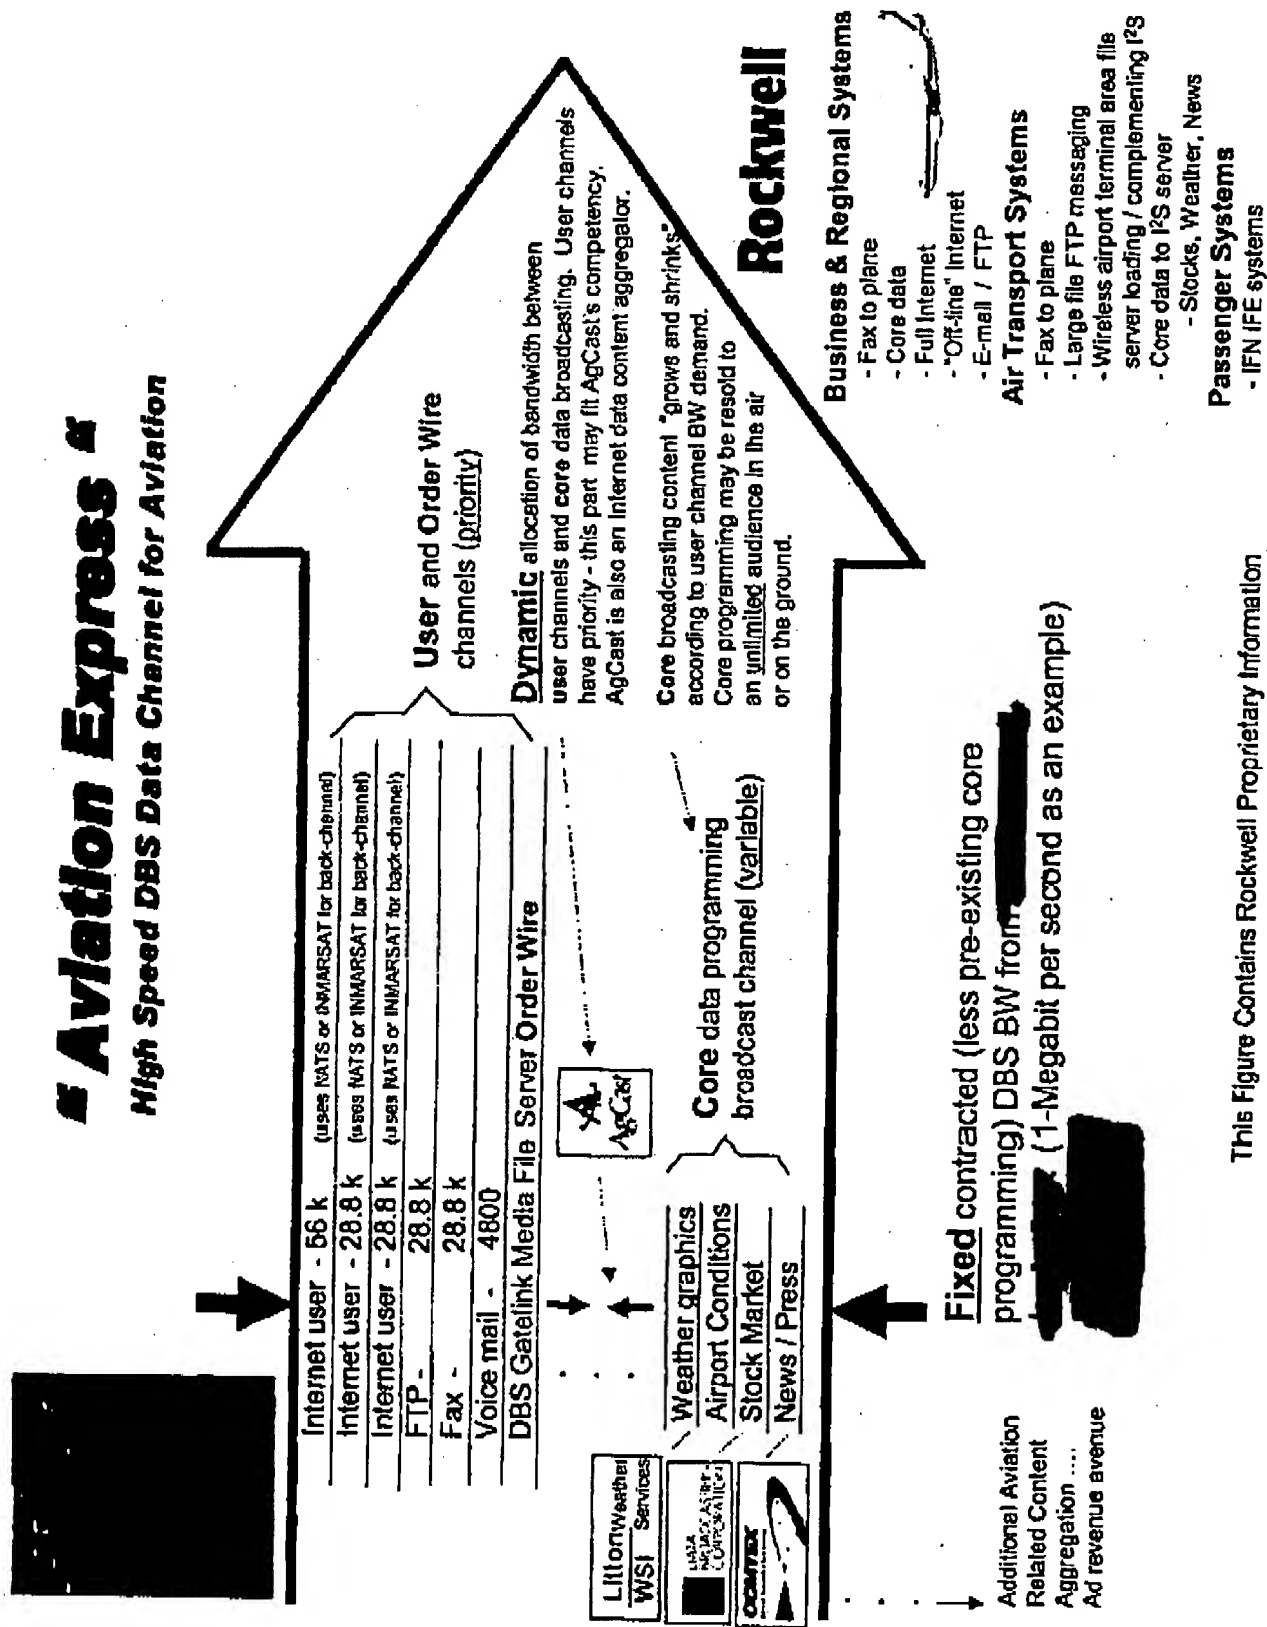 " Aviation Express "
High Speed DBS Data Channel for Aviation
Internet user - 56 k (uses NATS or INMARSAT for back-channel)
Internet user - 28.8 k (uses NATS or INMARSAT for back-channel)
Internet user - 28.8 k (uses NATS or INMARSAT for back-channel)
FTP - 28.8 k
Fax - 28.8 k
Voice mail - 4800
DBS Gatelink Media File Server Order Wire
User and Order Wire
channels (priority)
Dynamic allocation of bandwidth between
user channels and core data broadcasting. User channels
have priority - this part may fit AgCast's competency.
AgCast is also an Internet data content aggregator.
AgCast
Core broadcasting content "grows and shrinks"
according to user channel BW demand.
Core programming may be resold to
an unlimited audience in the air
or on the ground.
Littonweather
WSI Services
DATA
BROADCASTING
CORPORATION
COMTEX
Weather graphics
Airport Conditions
Stock Market
News / Press
Core data programming
broadcast channel (variable)
Rockwell
Business & Regional Systems
- Fax to plane
- Core data
- Full Internet
- "Off-line" Internet
- E-mail / FTP
Air Transport Systems
- Fax to plane
- Large file FTP messaging
- Wireless airport terminal area file
server loading / complementing I²S
- Core data to I²S server
- Stocks, Weather, News
Passenger Systems
- IFN IFE systems
Fixed contracted (less pre-existing core
programming) DBS BW from
(1-Megabit per second as an example)
Additional Aviation
Related Content
Aggregation ....
Ad revenue avenue
This Figure Contains Rockwell Proprietary Information